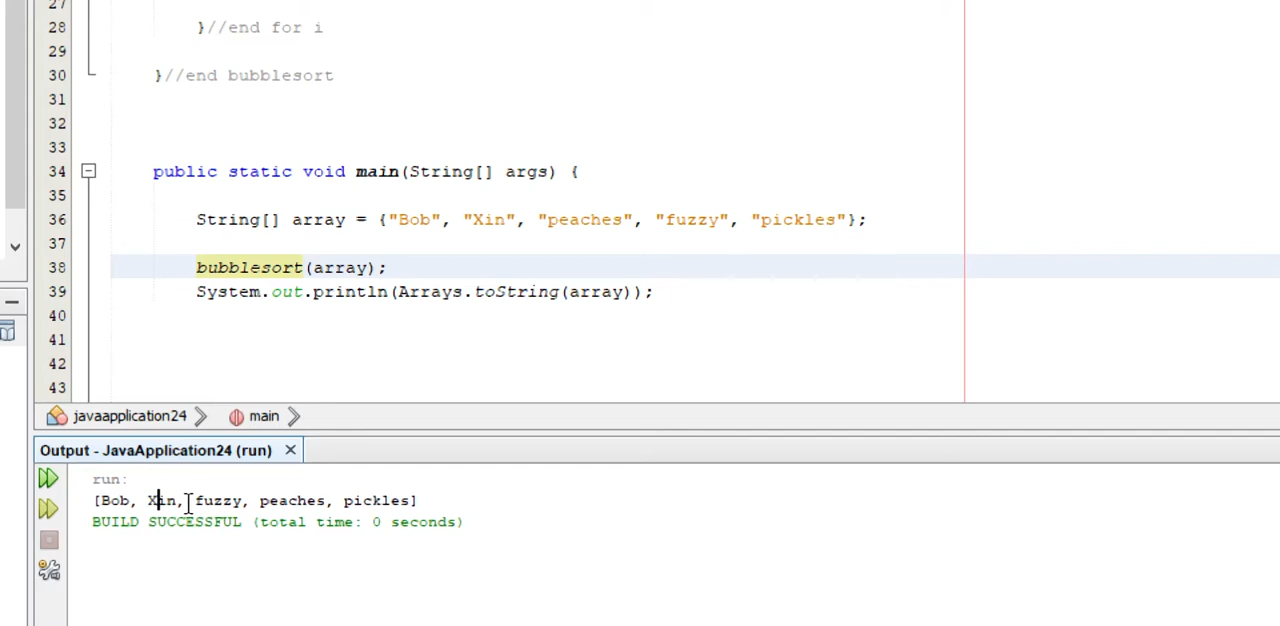 27
28 }//end for i
29
30 }//end bubblesort
31
32
33
34 public static void main(String[] args) {
35
36 String[] array = {"Bob", "Xin", "peaches", "fuzzy", "pickles"};
37
38 bubblesort(array);
39 System.out.println(Arrays.toString(array));
40
41
42
43
javaapplication24 main
Output - JavaApplication24 (run)
run:
[Bob, Xin, fuzzy, peaches, pickles]
BUILD SUCCESSFUL (total time: 0 seconds)